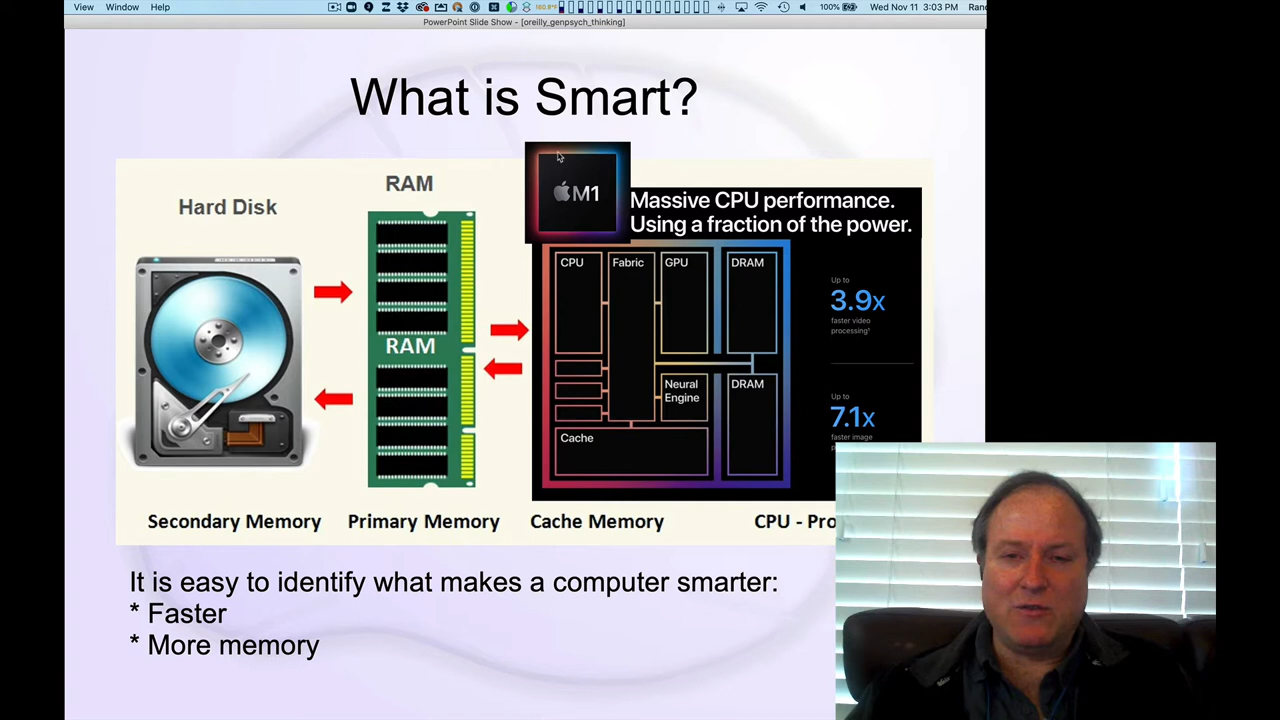 View Window Help
100% Wed Nov 11 3:03 PM
PowerPoint Slide Show - [oreilly_genpsych_thinking]
What is Smart?
RAM
Hard Disk
M1
Massive CPU performance.
Using a fraction of the power.
CPU
Fabric
GPU
DRAM
Up to
3.9x
faster video
processing¹
RAM
Neural
Engine
DRAM
Up to
7.1x
faster image
Cache
Secondary Memory
Primary Memory
Cache Memory
CPU - Pro
It is easy to identify what makes a computer smarter:
* Faster
* More memory